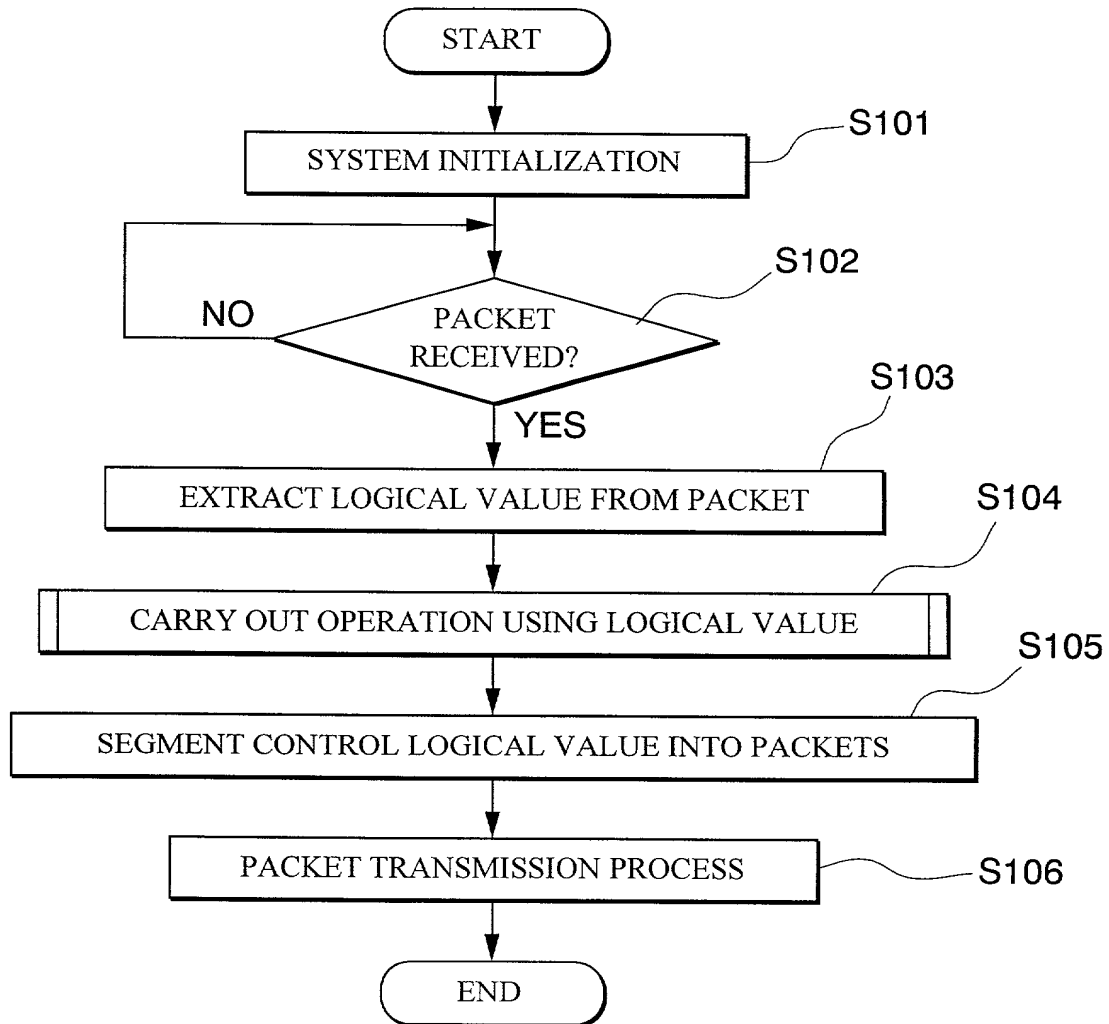 START
S101
SYSTEM INITIALIZATION
S102
NO
PACKET
RECEIVED?
S103
YES
EXTRACT LOGICAL VALUE FROM PACKET
S104
CARRY OUT OPERATION USING LOGICAL VALUE
S105
SEGMENT CONTROL LOGICAL VALUE INTO PACKETS
PACKET TRANSMISSION PROCESS
S106
END